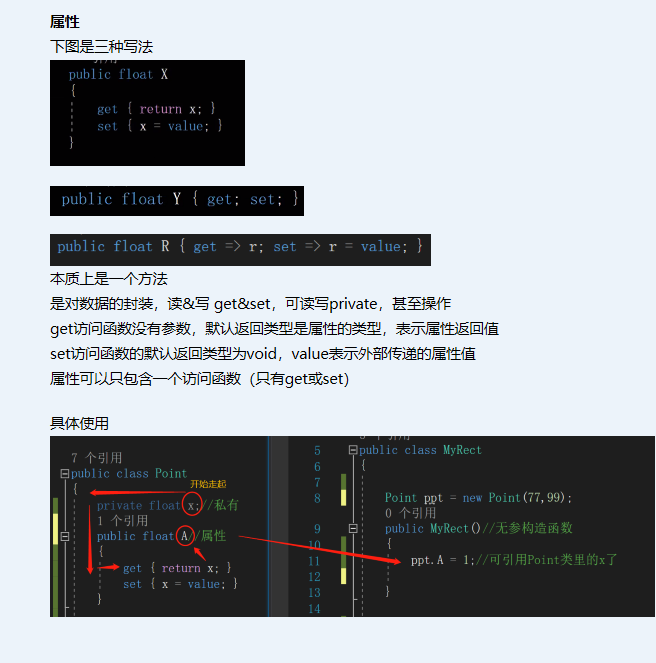 属性
下图是三种写法
public float X
{
get { return x; }
set { x = value; }
}
public float Y { get; set; }
public float R { get => r; set => r = value; }
本质上是一个方法
是对数据的封装，读&写 get&set，可读写private，甚至操作
get访问函数没有参数，默认返回类型是属性的类型，表示属性返回值
set访问函数的默认返回类型为void，value表示外部传递的属性值
属性可以只包含一个访问函数（只有get或set）
具体使用
7 个引用
public class Point
开始走起
{
private float x;//私有
1 个引用
public float A//属性
{
get { return x; }
set { x = value; }
}
5 public class MyRect
6 {
7
8 Point ppt = new Point(77,99);
0 个引用
9 public MyRect()//无参构造函数
10 {
11 ppt.A = 1;//可引用Point类里的x了
12
13 }
14